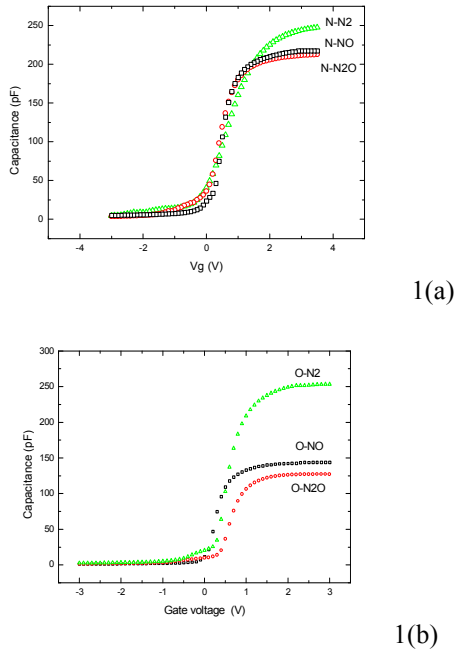 N-N2
N-NO
N-N2O
250
200
150
100
50
0
Capacitance (pF)
-4
-2
0
2
4
Vg (V)
1(a)
300
250
200
150
100
50
0
Capacitance (pF)
O-N2
O-NO
O-N2O
-3
-2
-1
0
1
2
3
Gate voltage (V)
1(b)